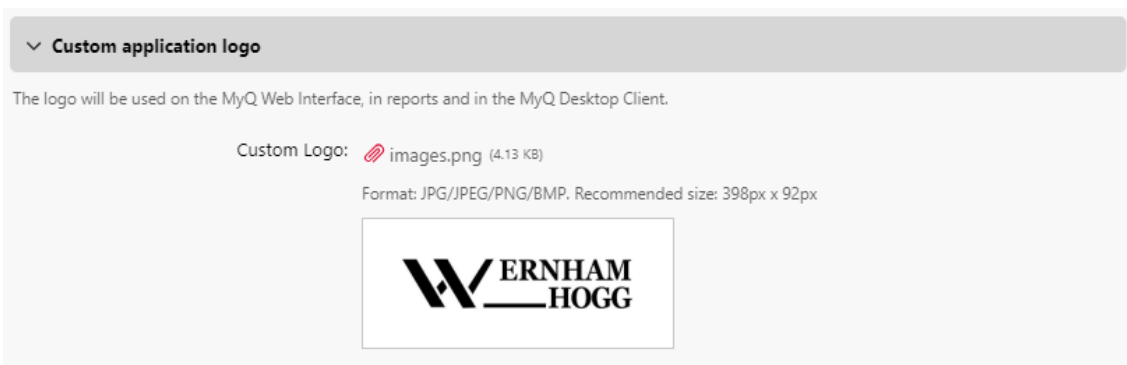 Custom application logo
The logo will be used on the MyQ Web Interface, in reports and in the MyQ Desktop Client.
Custom Logo: images.png (4.13 KB)
Format: JPG/JPEG/PNG/BMP. Recommended size: 398px x 92px
WERNHAM
HOGG